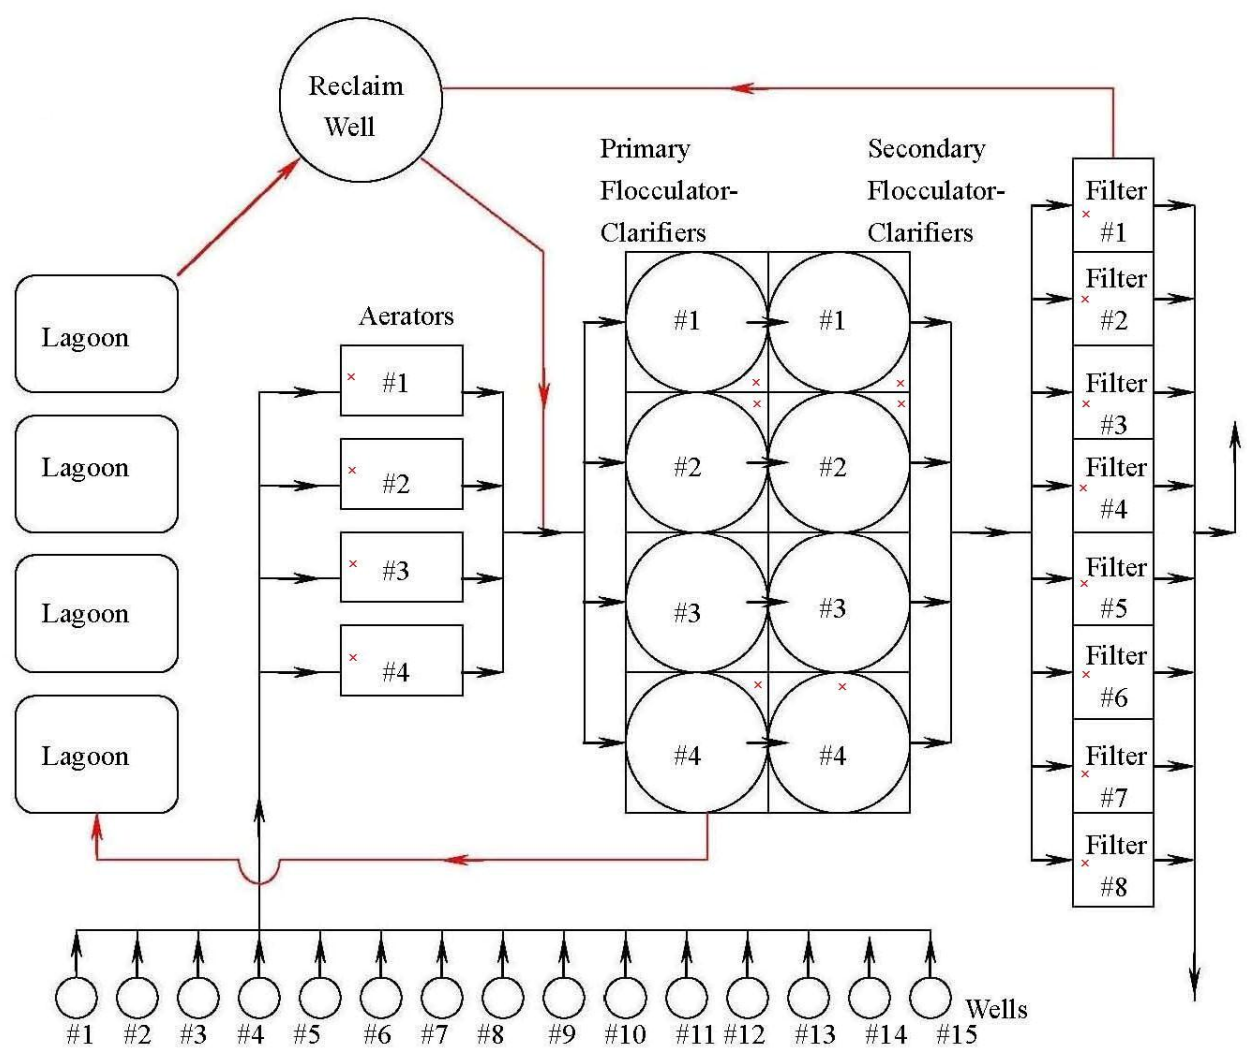 Reclaim
Well
Primary
Flocculator-
Clarifiers
Secondary
Flocculator-
Clarifiers
Lagoon
Lagoon
Lagoon
Lagoon
Aerators
#1
#2
#3
#4
#1
#1
#2
#2
#3
#3
#4
#4
Filter
#1
Filter
#2
Filter
#3
Filter
#4
Filter
#5
Filter
#6
Filter
#7
Filter
#8
Wells
#1 #2 #3 #4 #5 #6 #7 #8 #9 #10 #11 #12 #13 #14 #15